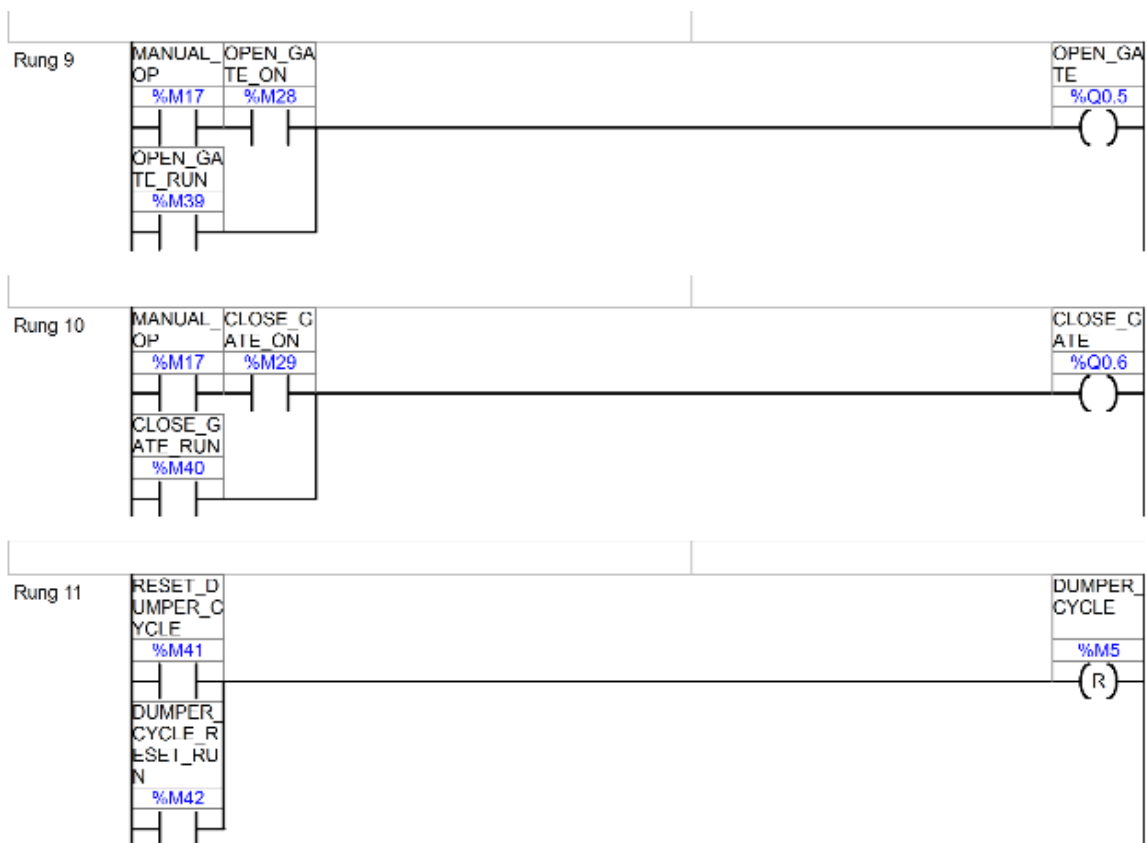 Rung 9
MANUAL_ OPEN_GA
OP TE_ON
%M17 %M28
OPEN_GA
TE
%Q0.5
OPEN_GA
TE_RUN
%M39
Rung 10
MANUAL_ CLOSE_G
OP ATE_ON
%M17 %M29
CLOSE_G
ATE
%Q0.6
CLOSE_G
ATE_RUN
%M40
Rung 11
RESET_D
UMPER_C
YCLE
%M41
DUMPER_
CYCLE
%M5
R
DUMPER_
CYCLE_R
ESET_RU
N
%M42